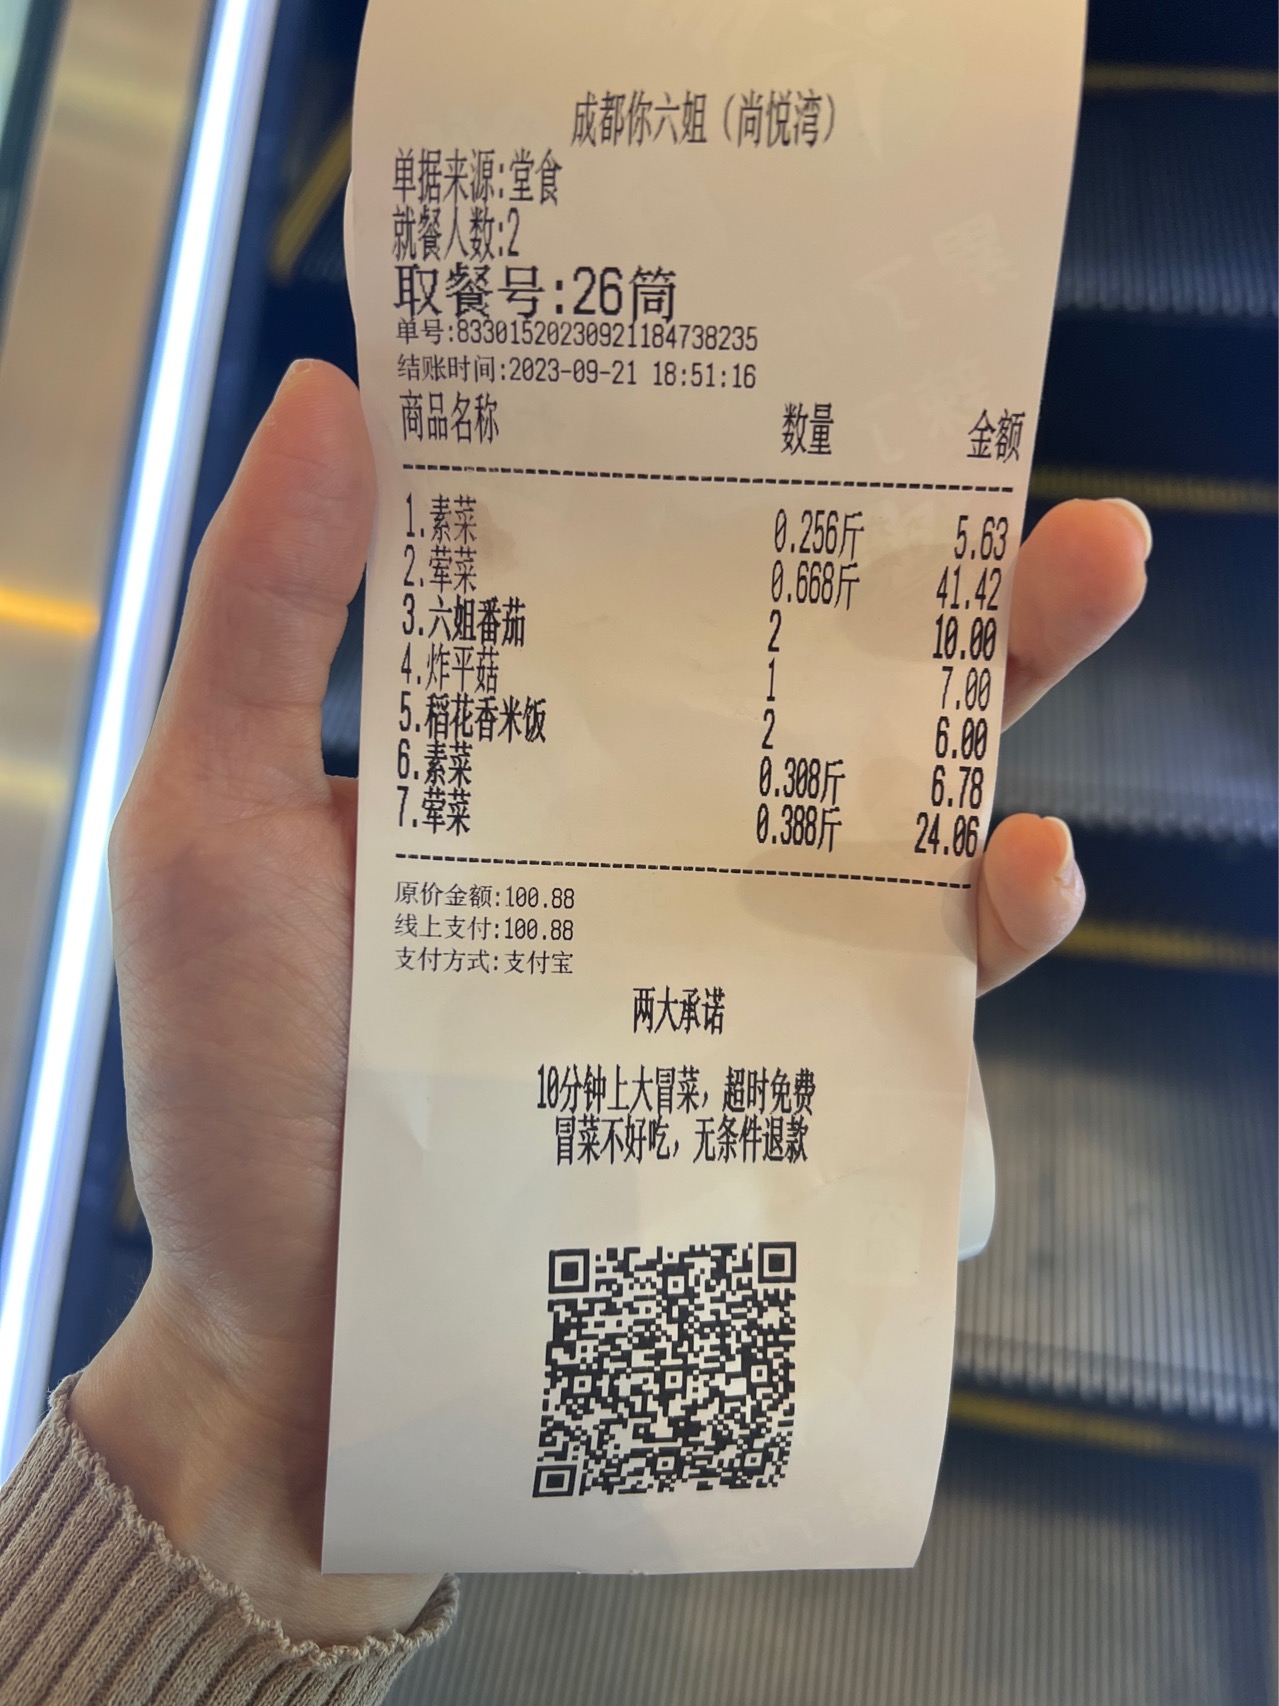 成都你六姐（尚悦湾）
单据来源:堂食
就餐人数:2
取餐号:26筒
单号:8330152023092118473​8235
结账时间:2023-09-21 18:51:16
商品名称 数量 金额
1.素菜 0.256斤 5.63
2.荤菜 0.668斤 41.42
3.六姐番茄 2 10.00
4.炸平菇 1 7.00
5.稻花香米饭 2 6.00
6.素菜 0.308斤 6.78
7.荤菜 0.388斤 24.06
原价金额:100.88
线上支付:100.88
支付方式:支付宝
两大承诺
10分钟上大冒菜，超时免费
冒菜不好吃，无条件退款